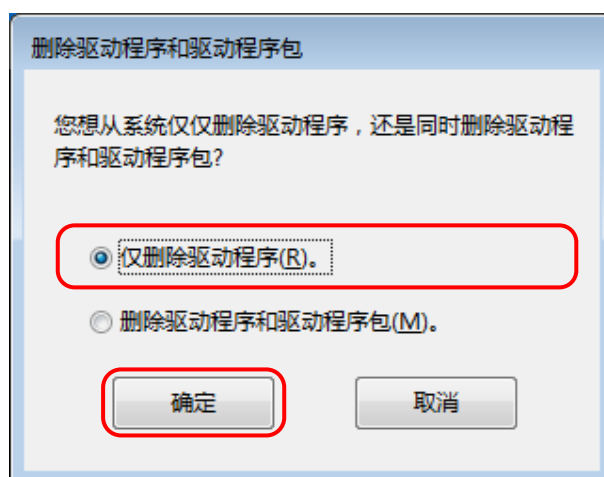 删除驱动程序和驱动程序包
您想从系统仅仅删除驱动程序，还是同时删除驱动程
序和驱动程序包?
仅删除驱动程序(R)。
删除驱动程序和驱动程序包(M)。
确定
取消